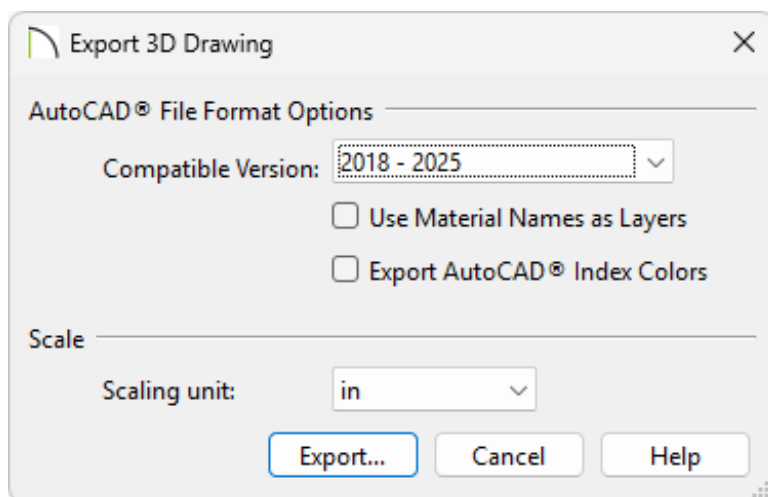 Export 3D Drawing
AutoCAD® File Format Options
Compatible Version: 2018 - 2025
Use Material Names as Layers
Export AutoCAD® Index Colors
Scale
Scaling unit: in
Export... Cancel Help